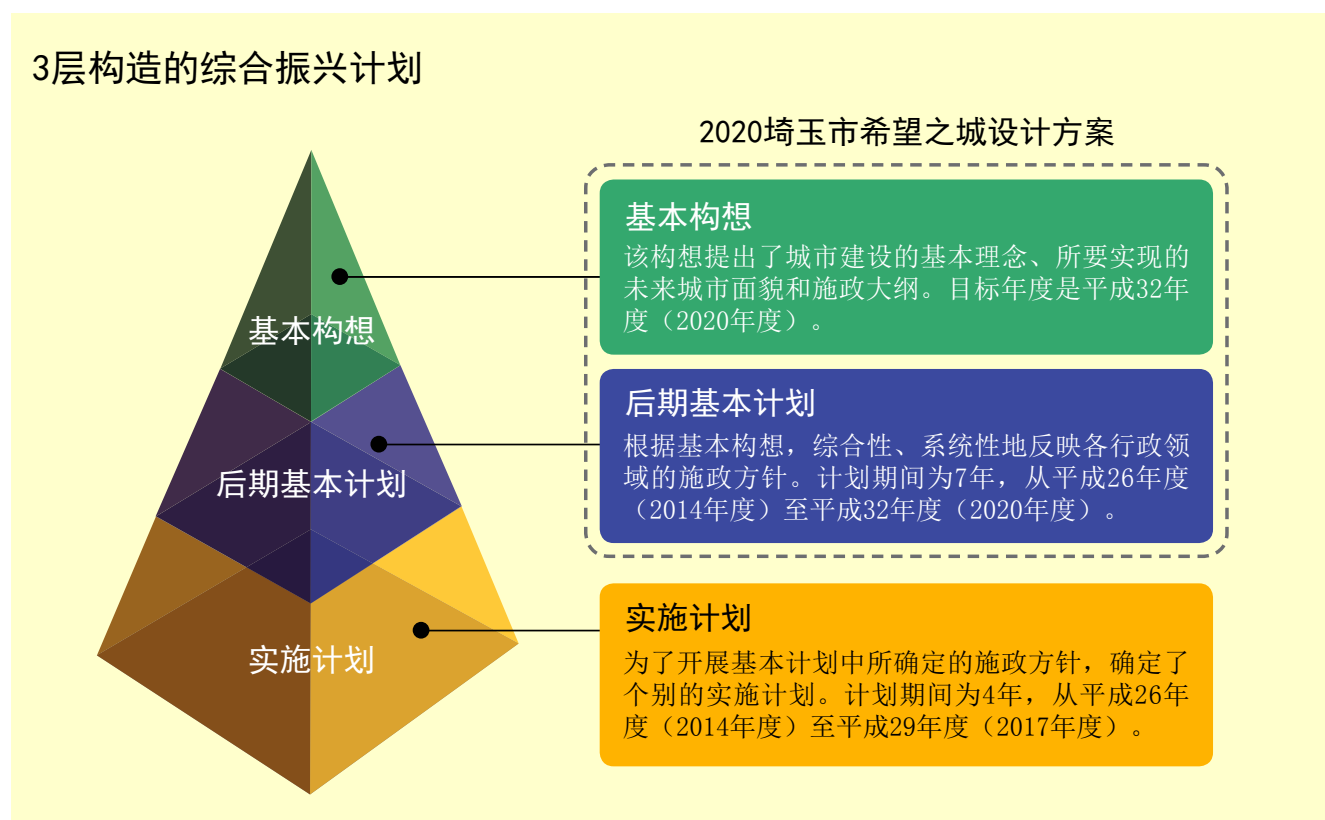 3层构造的综合振兴计划
2020埼玉市希望之城设计方案
基本构想
该构想提出了城市建设的基本理念、所要实现的
未来城市面貌和施政大纲。目标年度是平成32年
度（2020年度）。
基本构想
后期基本计划
根据基本构想，综合性、系统性地反映各行政领
域的施政方针。计划期间为7年，从平成26年度
（2014年度）至平成32年度（2020年度）。
后期基本计划
实施计划
为了开展基本计划中所确定的施政方针，确定了
个别的实施计划。计划期间为4年，从平成26年
度（2014年度）至平成29年度（2017年度）。
实施计划